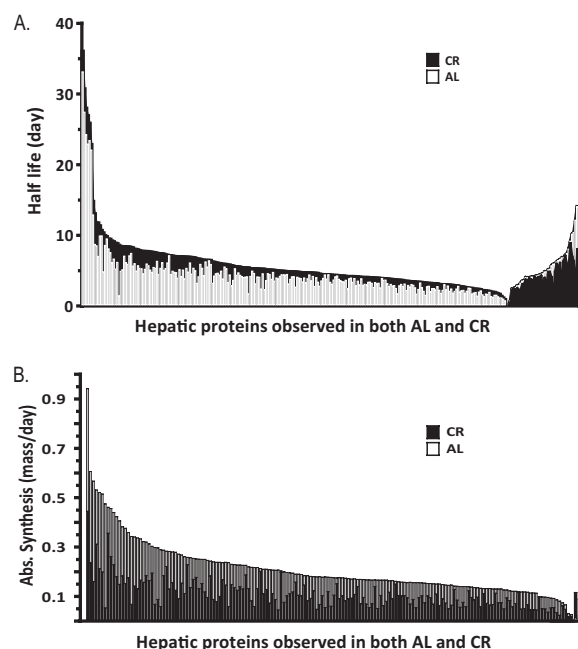 A.
40
30
20
10
0
Half life (day)
CR
AL
Hepatic proteins observed in both AL and CR
B.
0.9
0.7
0.5
0.3
0.1
Abs. Synthesis (mass/day)
CR
AL
Hepatic proteins observed in both AL and CR